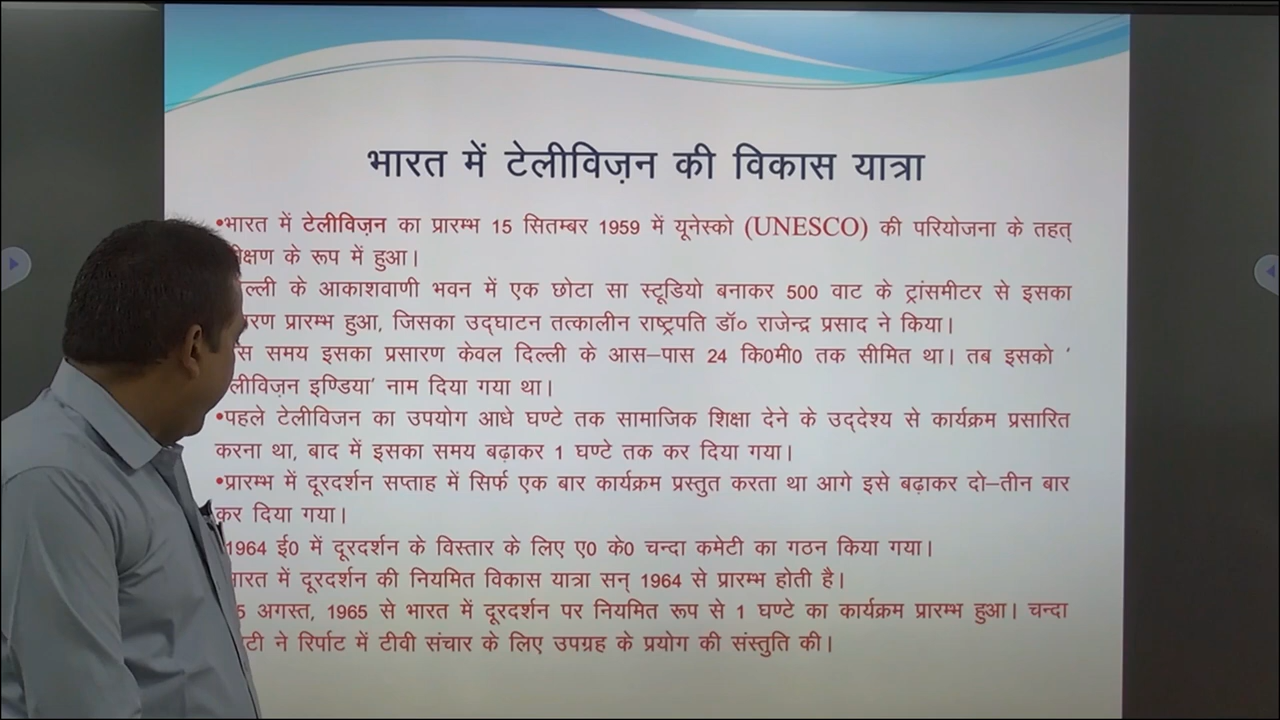 भारत में टेलीविज़न की विकास यात्रा
•भारत में टेलीविज़न का प्रारम्भ 15 सितम्बर 1959 में यूनेस्को (UNESCO) की परियोजना के तहत्
के रूप में हुआ।
के आकाशवाणी भवन में एक छोटा सा स्टूडियो बनाकर 500 वाट के ट्रांसमीटर से इसका
प्रारम्भ हुआ, जिसका उद्घाटन तत्कालीन राष्ट्रपति डॉ० राजेन्द्र प्रसाद ने किया।
समय इसका प्रसारण केवल दिल्ली के आस–पास 24 कि0मी0 तक सीमित था। तब इसको ‘
इण्डिया’ नाम दिया गया था।
•पहले टेलीविजन का उपयोग आधे घण्टे तक सामाजिक शिक्षा देने के उद्देश्य से कार्यक्रम प्रसारित
करना था, बाद में इसका समय बढ़ाकर 1 घण्टे तक कर दिया गया।
•प्रारम्भ में दूरदर्शन सप्ताह में सिर्फ एक बार कार्यक्रम प्रस्तुत करता था आगे इसे बढ़ाकर दो–तीन बार
कर दिया गया।
1964 ई0 में दूरदर्शन के विस्तार के लिए ए0 के0 चन्दा कमेटी का गठन किया गया।
में दूरदर्शन की नियमित विकास यात्रा सन् 1964 से प्रारम्भ होती है।
अगस्त, 1965 से भारत में दूरदर्शन पर नियमित रूप से 1 घण्टे का कार्यक्रम प्रारम्भ हुआ। चन्दा
ने रिर्पाट में टीवी संचार के लिए उपग्रह के प्रयोग की संस्तुति की।